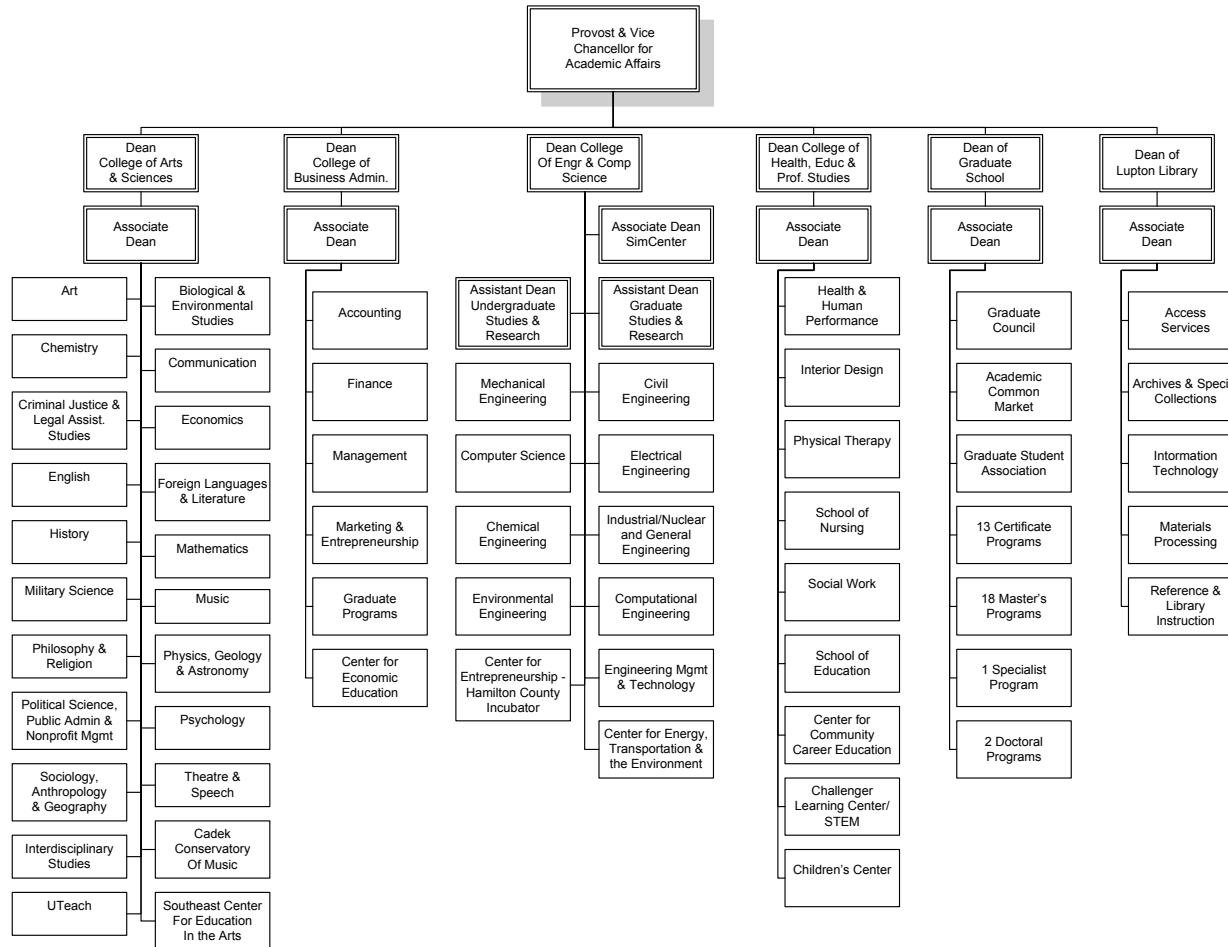 Provost & Vice
Chancellor for
Academic Affairs
Dean
College of Arts
& Sciences
Dean
College of
Business Admin.
Dean College
Of Engr & Comp
Science
Dean College of
Health, Educ &
Prof. Studies
Dean of
Graduate
School
Dean of
Lupton Library
Associate
Dean
Associate
Dean
Associate Dean
SimCenter
Associate
Dean
Associate
Dean
Associate
Dean
Art
Biological &
Environmental
Studies
Chemistry
Communication
Criminal Justice &
Legal Assist.
Studies
Economics
English
Foreign Languages
& Literature
History
Mathematics
Military Science
Music
Philosophy &
Religion
Physics, Geology
& Astronomy
Political Science,
Public Admin &
Nonprofit Mgmt
Psychology
Sociology,
Anthropology
& Geography
Theatre &
Speech
Interdisciplinary
Studies
Cadek
Conservatory
Of Music
UTeach
Southeast Center
For Education
In the Arts
Accounting
Finance
Management
Marketing &
Entrepreneurship
Graduate
Programs
Center for
Economic
Education
Assistant Dean
Undergraduate
Studies &
Research
Assistant Dean
Graduate
Studies &
Research
Mechanical
Engineering
Civil
Engineering
Computer Science
Electrical
Engineering
Chemical
Engineering
Industrial/Nuclear
and General
Engineering
Environmental
Engineering
Computational
Engineering
Center for
Entrepreneurship -
Hamilton County
Incubator
Engineering Mgmt
& Technology
Center for Energy,
Transportation &
the Environment
Health &
Human
Performance
Interior Design
Physical Therapy
School of
Nursing
Social Work
School of
Education
Center for
Community
Career Education
Challenger
Learning Center/
STEM
Children's Center
Graduate
Council
Academic
Common
Market
Graduate Student
Association
13 Certificate
Programs
18 Master's
Programs
1 Specialist
Program
2 Doctoral
Programs
Access
Services
Archives & Speci
Collections
Information
Technology
Materials
Processing
Reference &
Library
Instruction